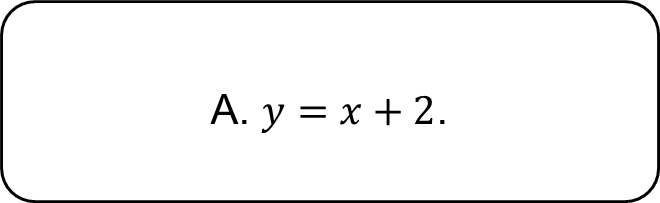 A. y = x + 2.